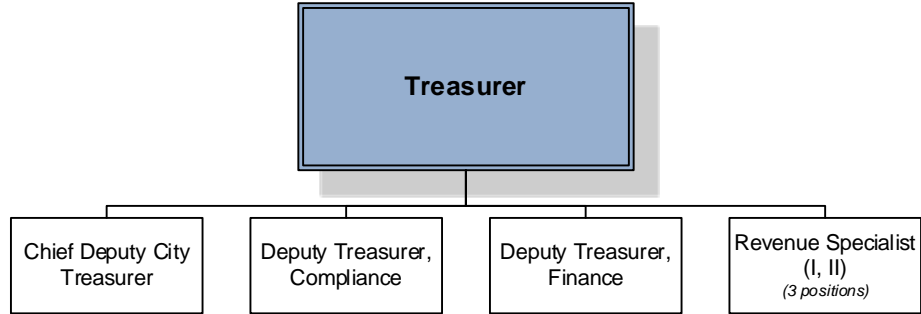 Treasurer
Chief Deputy City
Treasurer
Deputy Treasurer,
Compliance
Deputy Treasurer,
Finance
Revenue Specialist
(I, II)
(3 positions)